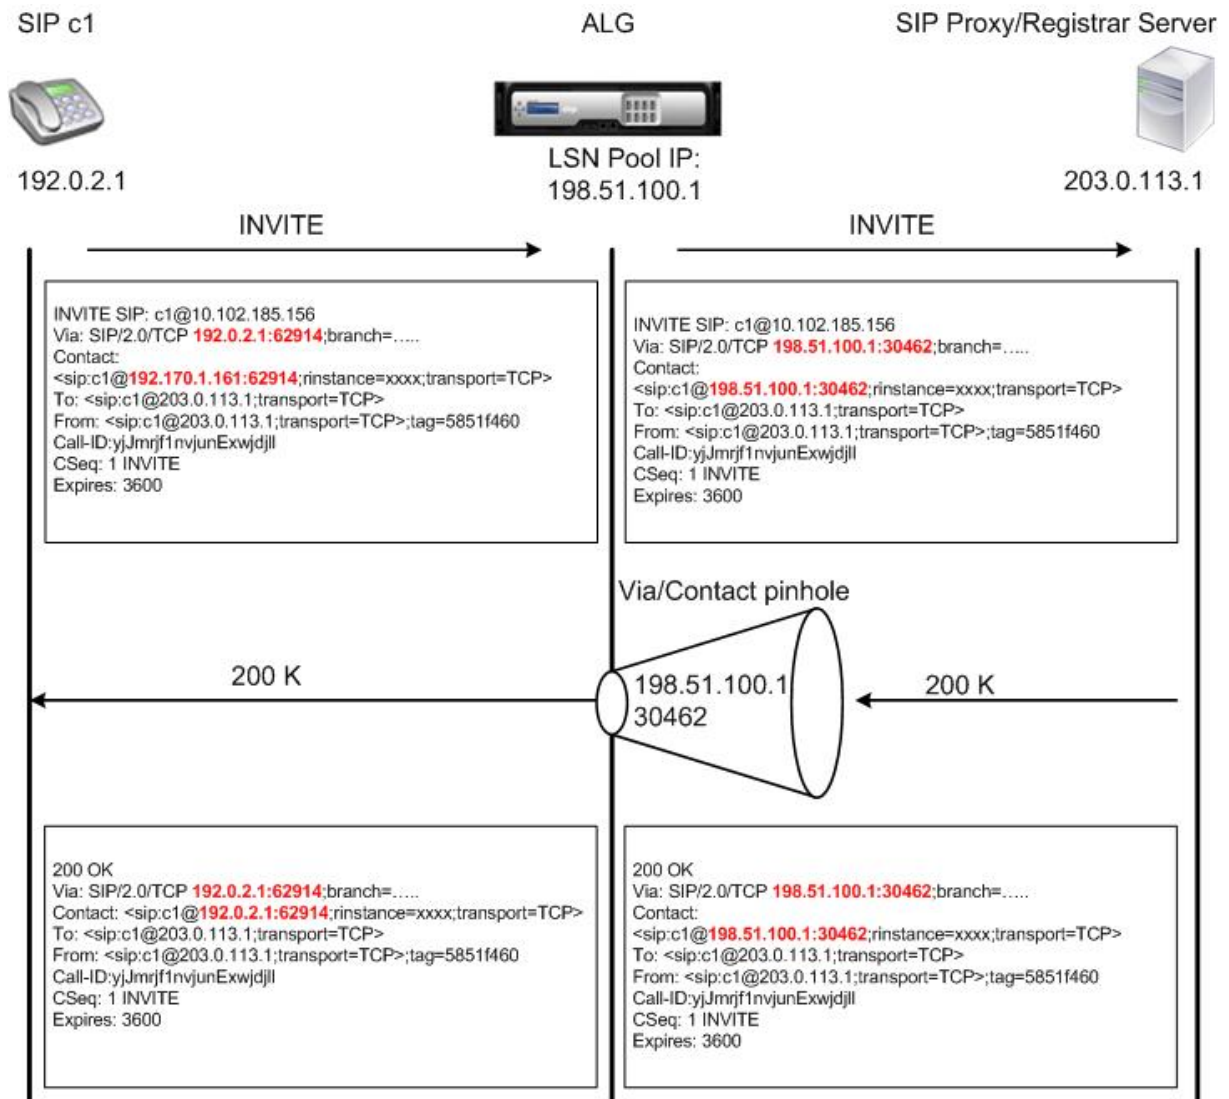 SIP c1
ALG
SIP Proxy/Registrar Server
LSN Pool IP:
198.51.100.1
192.0.2.1
203.0.113.1
INVITE
INVITE
INVITE SIP: c1@10.102.185.156
Via: SIP/2.0/TCP 192.0.2.1:62914;branch=.....
Contact:
<sip:c1@192.170.1.161:62914;rinstance=xxxx;transport=TCP>
To: <sip:c1@203.0.113.1;transport=TCP>
From: <sip:c1@203.0.113.1;transport=TCP>;tag=5851f460
Call-ID:yjJmrjf1nvjunExwjdjll
CSeq: 1 INVITE
Expires: 3600
INVITE SIP: c1@10.102.185.156
Via: SIP/2.0/TCP 198.51.100.1:30462;branch=.....
Contact:
<sip:c1@198.51.100.1:30462;rinstance=xxxx;transport=TCP>
To: <sip:c1@203.0.113.1;transport=TCP>
From: <sip:c1@203.0.113.1;transport=TCP>;tag=5851f460
Call-ID:yjJmrjf1nvjunExwjdjll
CSeq: 1 INVITE
Expires: 3600
Via/Contact pinhole
200 K
198.51.100.1
30462
200 K
200 OK
Via: SIP/2.0/TCP 192.0.2.1:62914;branch=.....
Contact: <sip:c1@192.0.2.1:62914;rinstance=xxxx;transport=TCP>
To: <sip:c1@203.0.113.1;transport=TCP>
From: <sip:c1@203.0.113.1;transport=TCP>;tag=5851f460
Call-ID:yjJmrjf1nvjunExwjdjll
CSeq: 1 INVITE
Expires: 3600
200 OK
Via: SIP/2.0/TCP 198.51.100.1:30462;branch=.....
Contact:
<sip:c1@198.51.100.1:30462;rinstance=xxxx;transport=TCP>
To: <sip:c1@203.0.113.1;transport=TCP>
From: <sip:c1@203.0.113.1;transport=TCP>;tag=5851f460
Call-ID:yjJmrjf1nvjunExwjdjll
CSeq: 1 INVITE
Expires: 3600